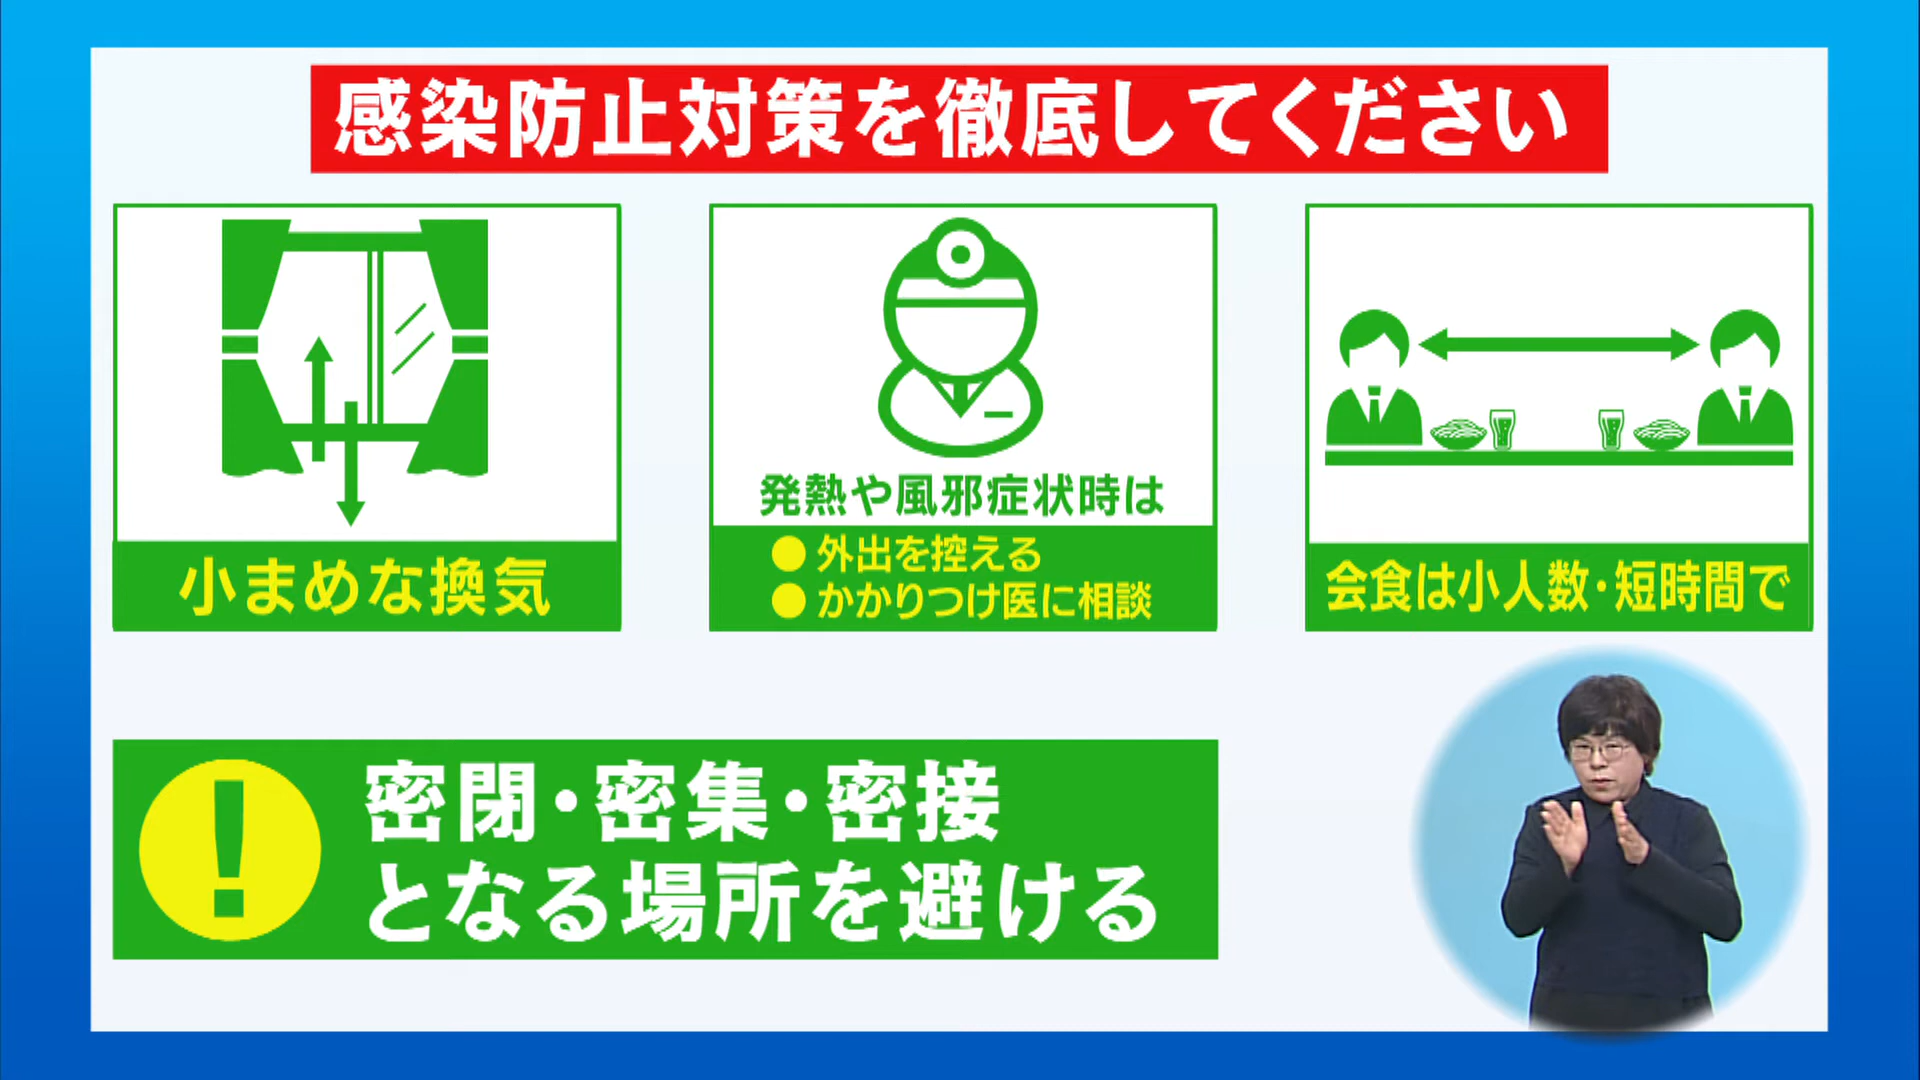 感染防止対策を徹底してください
小まめな換気
発熱や風邪症状時は
● 外出を控える
● かかりつけ医に相談
会食は小人数・短時間で
!
密閉・密集・密接
となる場所を避ける